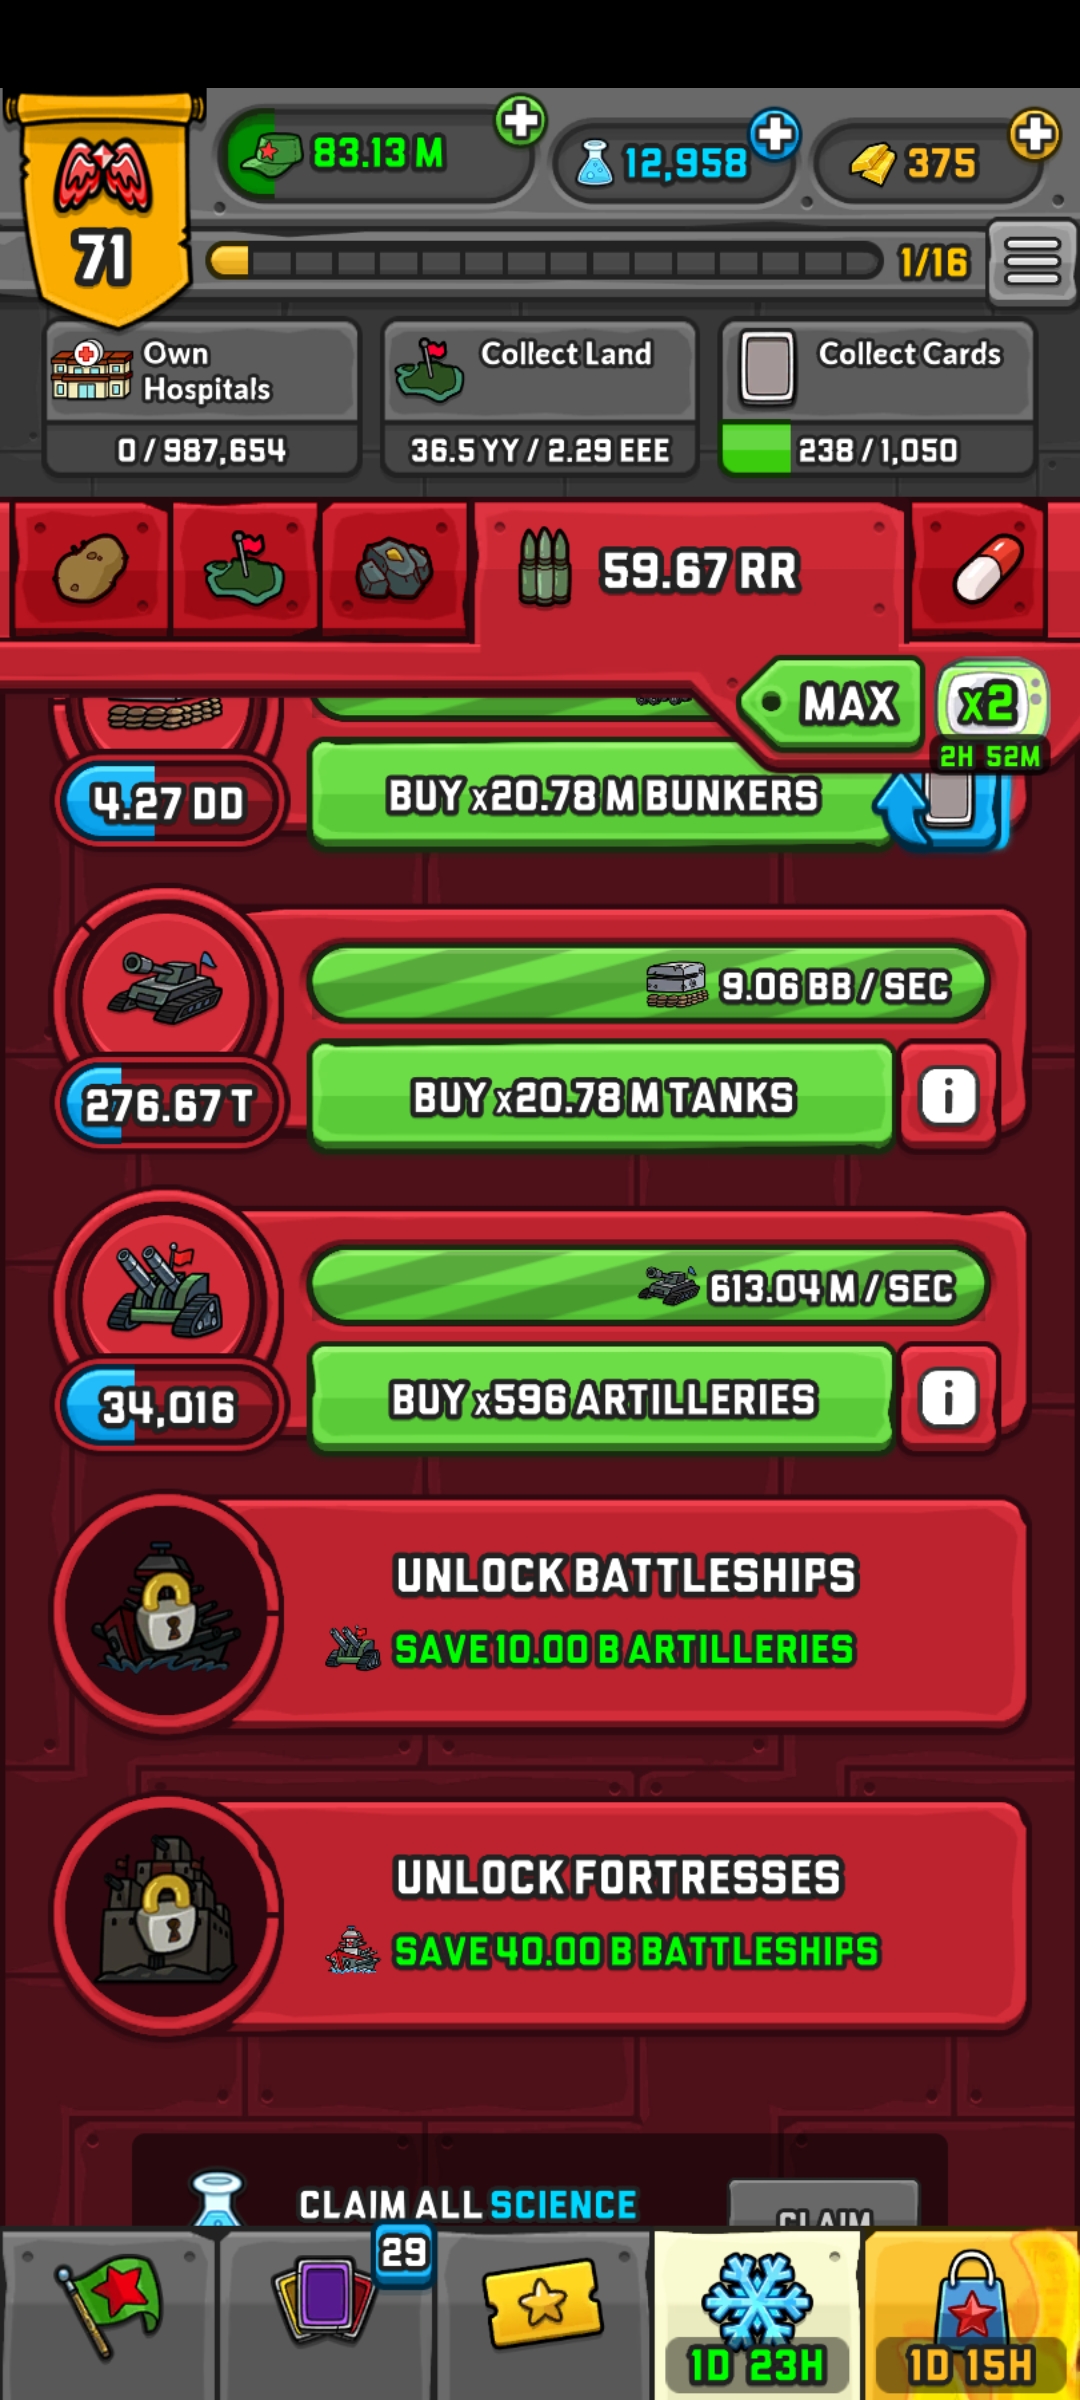 83.13 M
12,958
375
71
1/16
Own
Hospitals
0 / 987,654
Collect Land
36.5 YY / 2.29 EEE
Collect Cards
238 / 1,050
59.67 RR
MAX
x2
2H 52M
4.27 DD
BUY x20.78 M BUNKERS
9.06 BB / SEC
276.67 T
BUY x20.78 M TANKS
i
613.04 M / SEC
34,016
BUY x596 ARTILLERIES
i
UNLOCK BATTLESHIPS
SAVE 10.00 B ARTILLERIES
UNLOCK FORTRESSES
SAVE 40.00 B BATTLESHIPS
CLAIM ALL SCIENCE
CLAIM
29
1D 23H
1D 15H